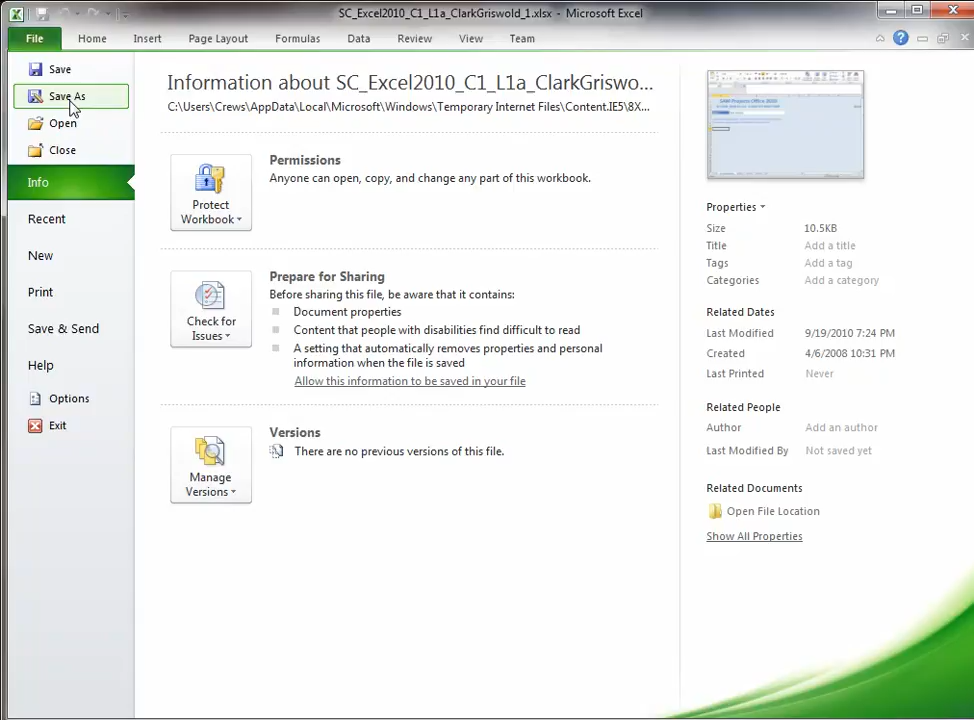 SC_Excel2010_C1_L1a_ClarkGriswold_1.xlsx - Microsoft Excel
File Home Insert Page Layout Formulas Data Review View Team
Save
Save As
Open
Close
Info
Recent
New
Print
Save & Send
Help
Options
Exit
Information about SC_Excel2010_C1_L1a_ClarkGriswo...
C:\Users\Crews\AppData\Local\Microsoft\Windows\Temporary Internet Files\Content.IE5\8X...
Protect
Workbook
Permissions
Anyone can open, copy, and change any part of this workbook.
Check for
Issues
Prepare for Sharing
Before sharing this file, be aware that it contains:
Document properties
Content that people with disabilities find difficult to read
A setting that automatically removes properties and personal
information when the file is saved
Allow this information to be saved in your file
Manage
Versions
Versions
There are no previous versions of this file.
Properties
Size 10.5KB
Title Add a title
Tags Add a tag
Categories Add a category
Related Dates
Last Modified 9/19/2010 7:24 PM
Created 4/6/2008 10:31 PM
Last Printed Never
Related People
Author Add an author
Last Modified By Not saved yet
Related Documents
Open File Location
Show All Properties